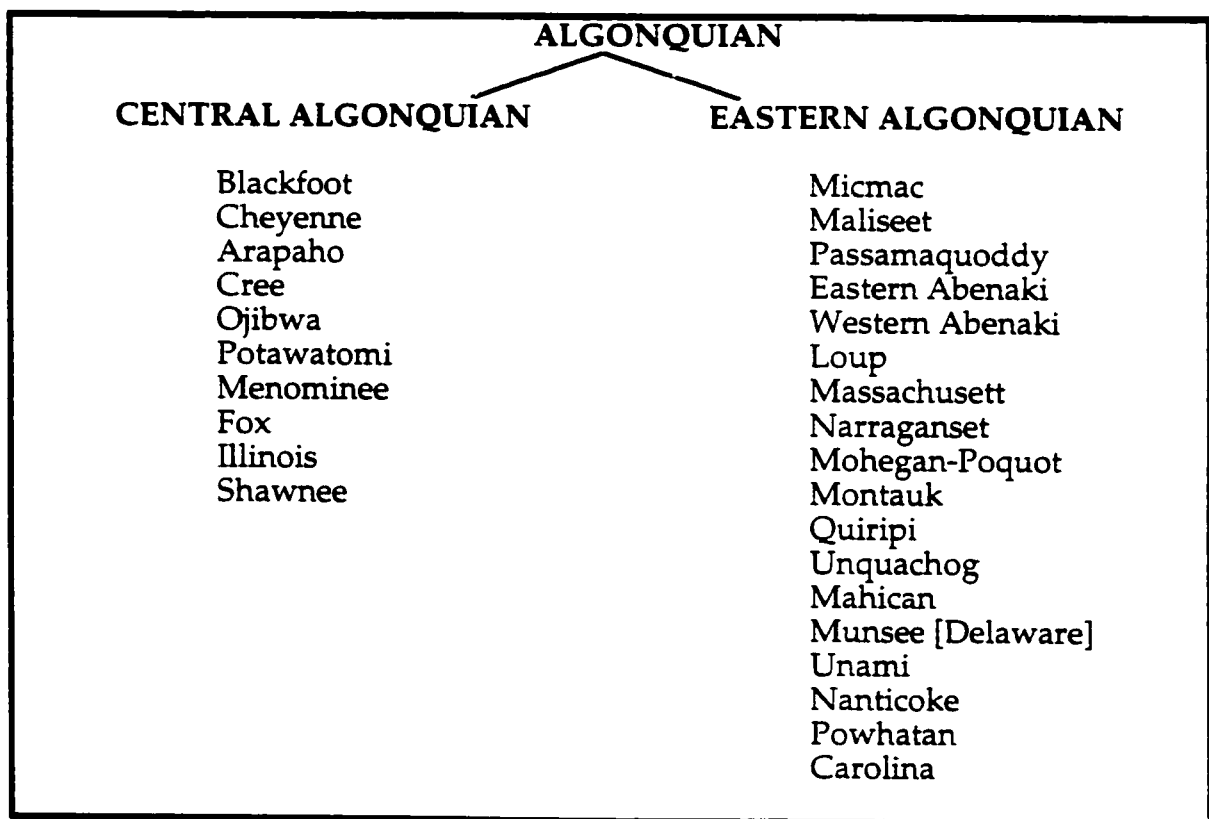 ALGONQUIAN
CENTRAL ALGONQUIAN
Blackfoot
Cheyenne
Arapaho
Cree
Ojibwa
Potawatomi
Menominee
Fox
Illinois
Shawnee
EASTERN ALGONQUIAN
Micmac
Maliseet
Passamaquoddy
Eastern Abenaki
Western Abenaki
Loup
Massachusett
Narraganset
Mohegan-Poquot
Montauk
Quiripi
Unquachog
Mahican
Munsee [Delaware]
Unami
Nanticoke
Powhatan
Carolina